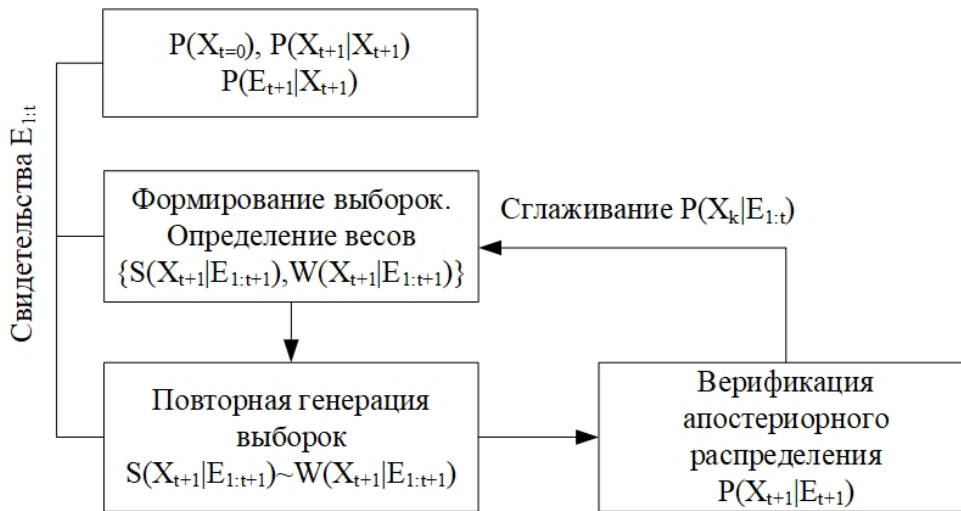 P(X_{t=0}), P(X_{t+1}|X_{t+1})
P(E_{t+1}|X_{t+1})
Свидетельства E_{1:t}
Формирование выборок.
Определение весов
{S(X_{t+1}|E_{1:t+1}),W(X_{t+1}|E_{1:t+1})}
Сглаживание P(X_k|E_{1:t})
Повторная генерация
выборок
S(X_{t+1}|E_{1:t+1})~W(X_{t+1}|E_{1:t+1})
Верификация
апостериорного
распределения
P(X_{t+1}|E_{t+1})